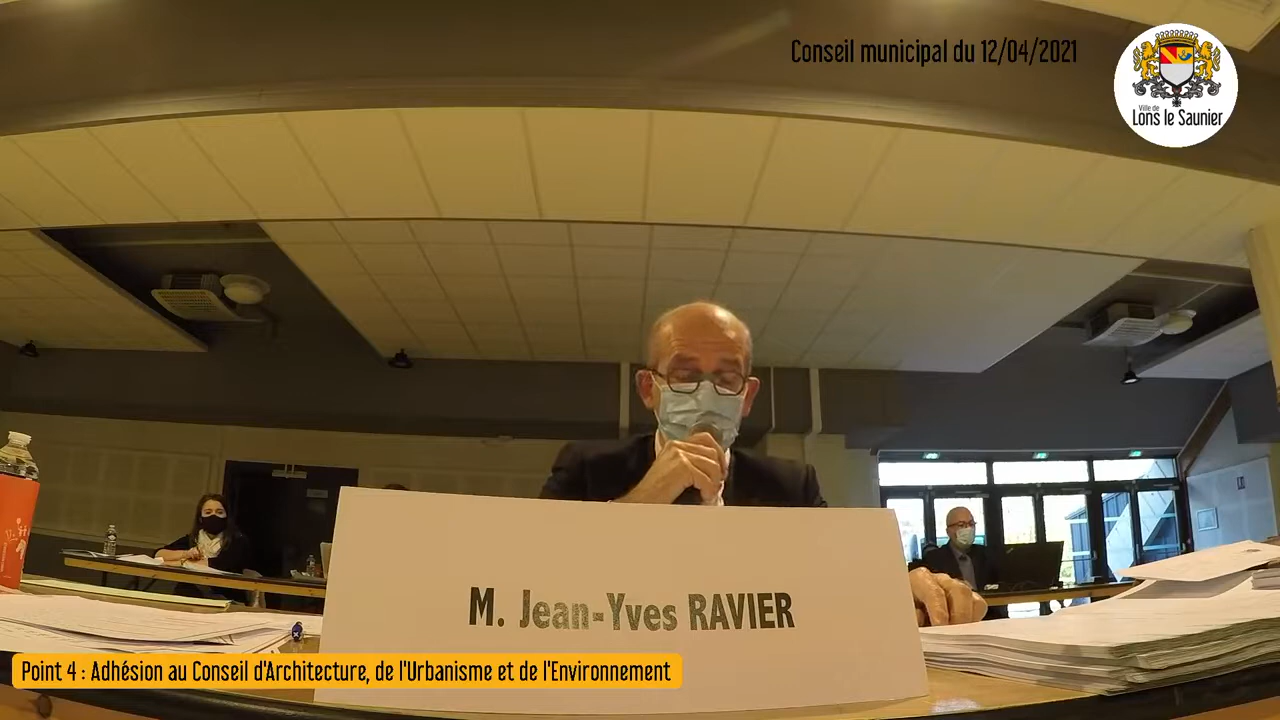 Conseil municipal du 12/04/2021
Ville de
Lons le Saunier
M. Jean-Yves RAVIER
Point 4 : Adhésion au Conseil d'Architecture, de l'Urbanisme et de l'Environnement